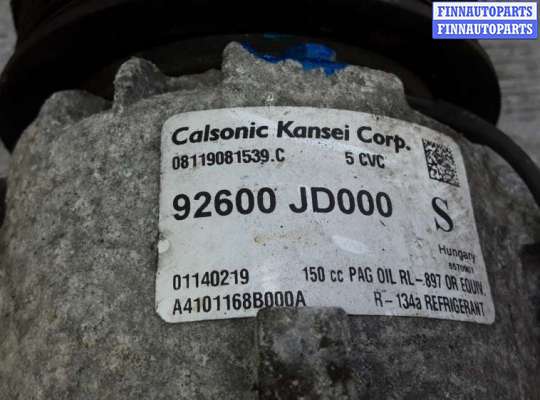 FINNAUTOPARTS
FINNAUTOPARTS
Calsonic Kansei Corp.
08119081539.C 5 CVC
92600 JD000 S
Hungary
01140219 150 cc PAG OIL RL-.897 OR EQUIV.
A4101168B000A R-134a REFRIGERANT